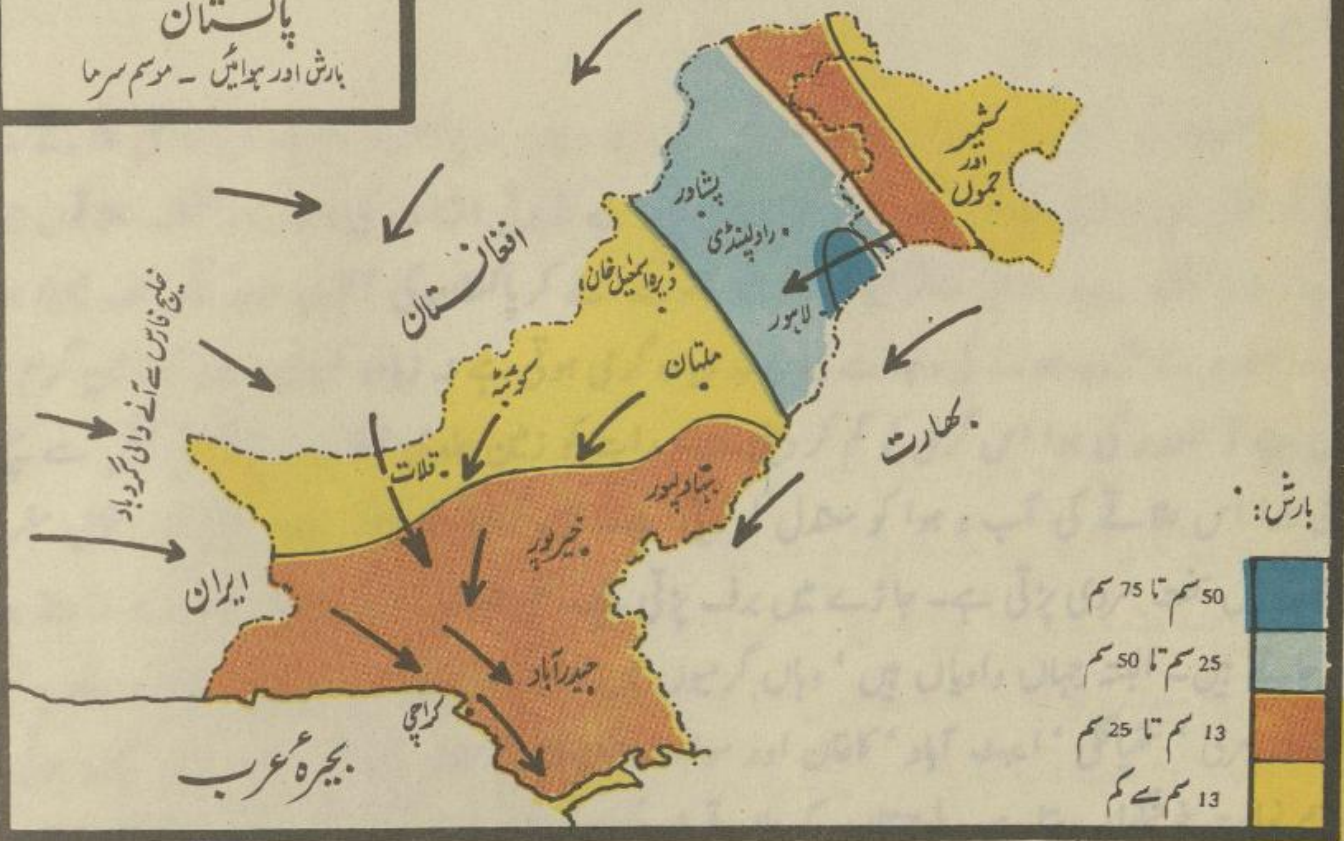 پاکستان
بارش اور ہوائیں - موسم سرما
کشمیر
اور
جموں
پشاور
راولپنڈی
افغانستان
ڈیرہ اسمٰعیل خان
لاہور
خلیج فارس سے آنے والی گردباد
ملتان
کوئٹہ
بھارت
قلات
بہاولپور
خیرپور
ایران
حیدرآباد
کراچی
بحیرۂ عرب
بارش:
50 سم تا 75 سم
25 سم تا 50 سم
13 سم تا 25 سم
13 سم سے کم